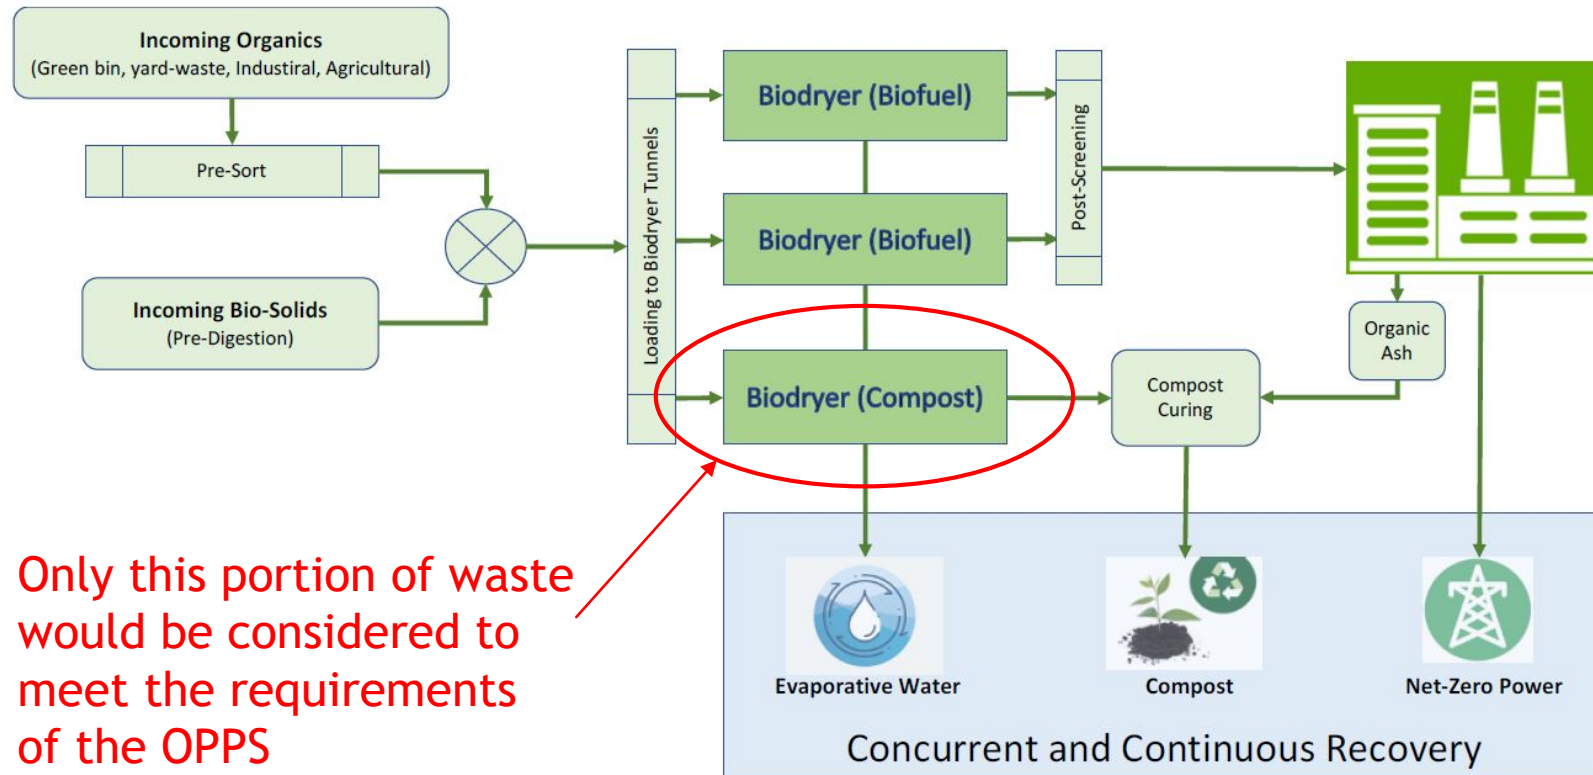 Incoming Organics
(Green bin, yard-waste, Industiral, Agricultural)
Pre-Sort
Incoming Bio-Solids
(Pre-Digestion)
Loading to Biodryer Tunnels
Biodryer (Biofuel)
Biodryer (Biofuel)
Biodryer (Compost)
Post-Screening
Organic
Ash
Compost
Curing
Only this portion of waste
would be considered to
meet the requirements
of the OPPS
Evaporative Water
Compost
Net-Zero Power
Concurrent and Continuous Recovery